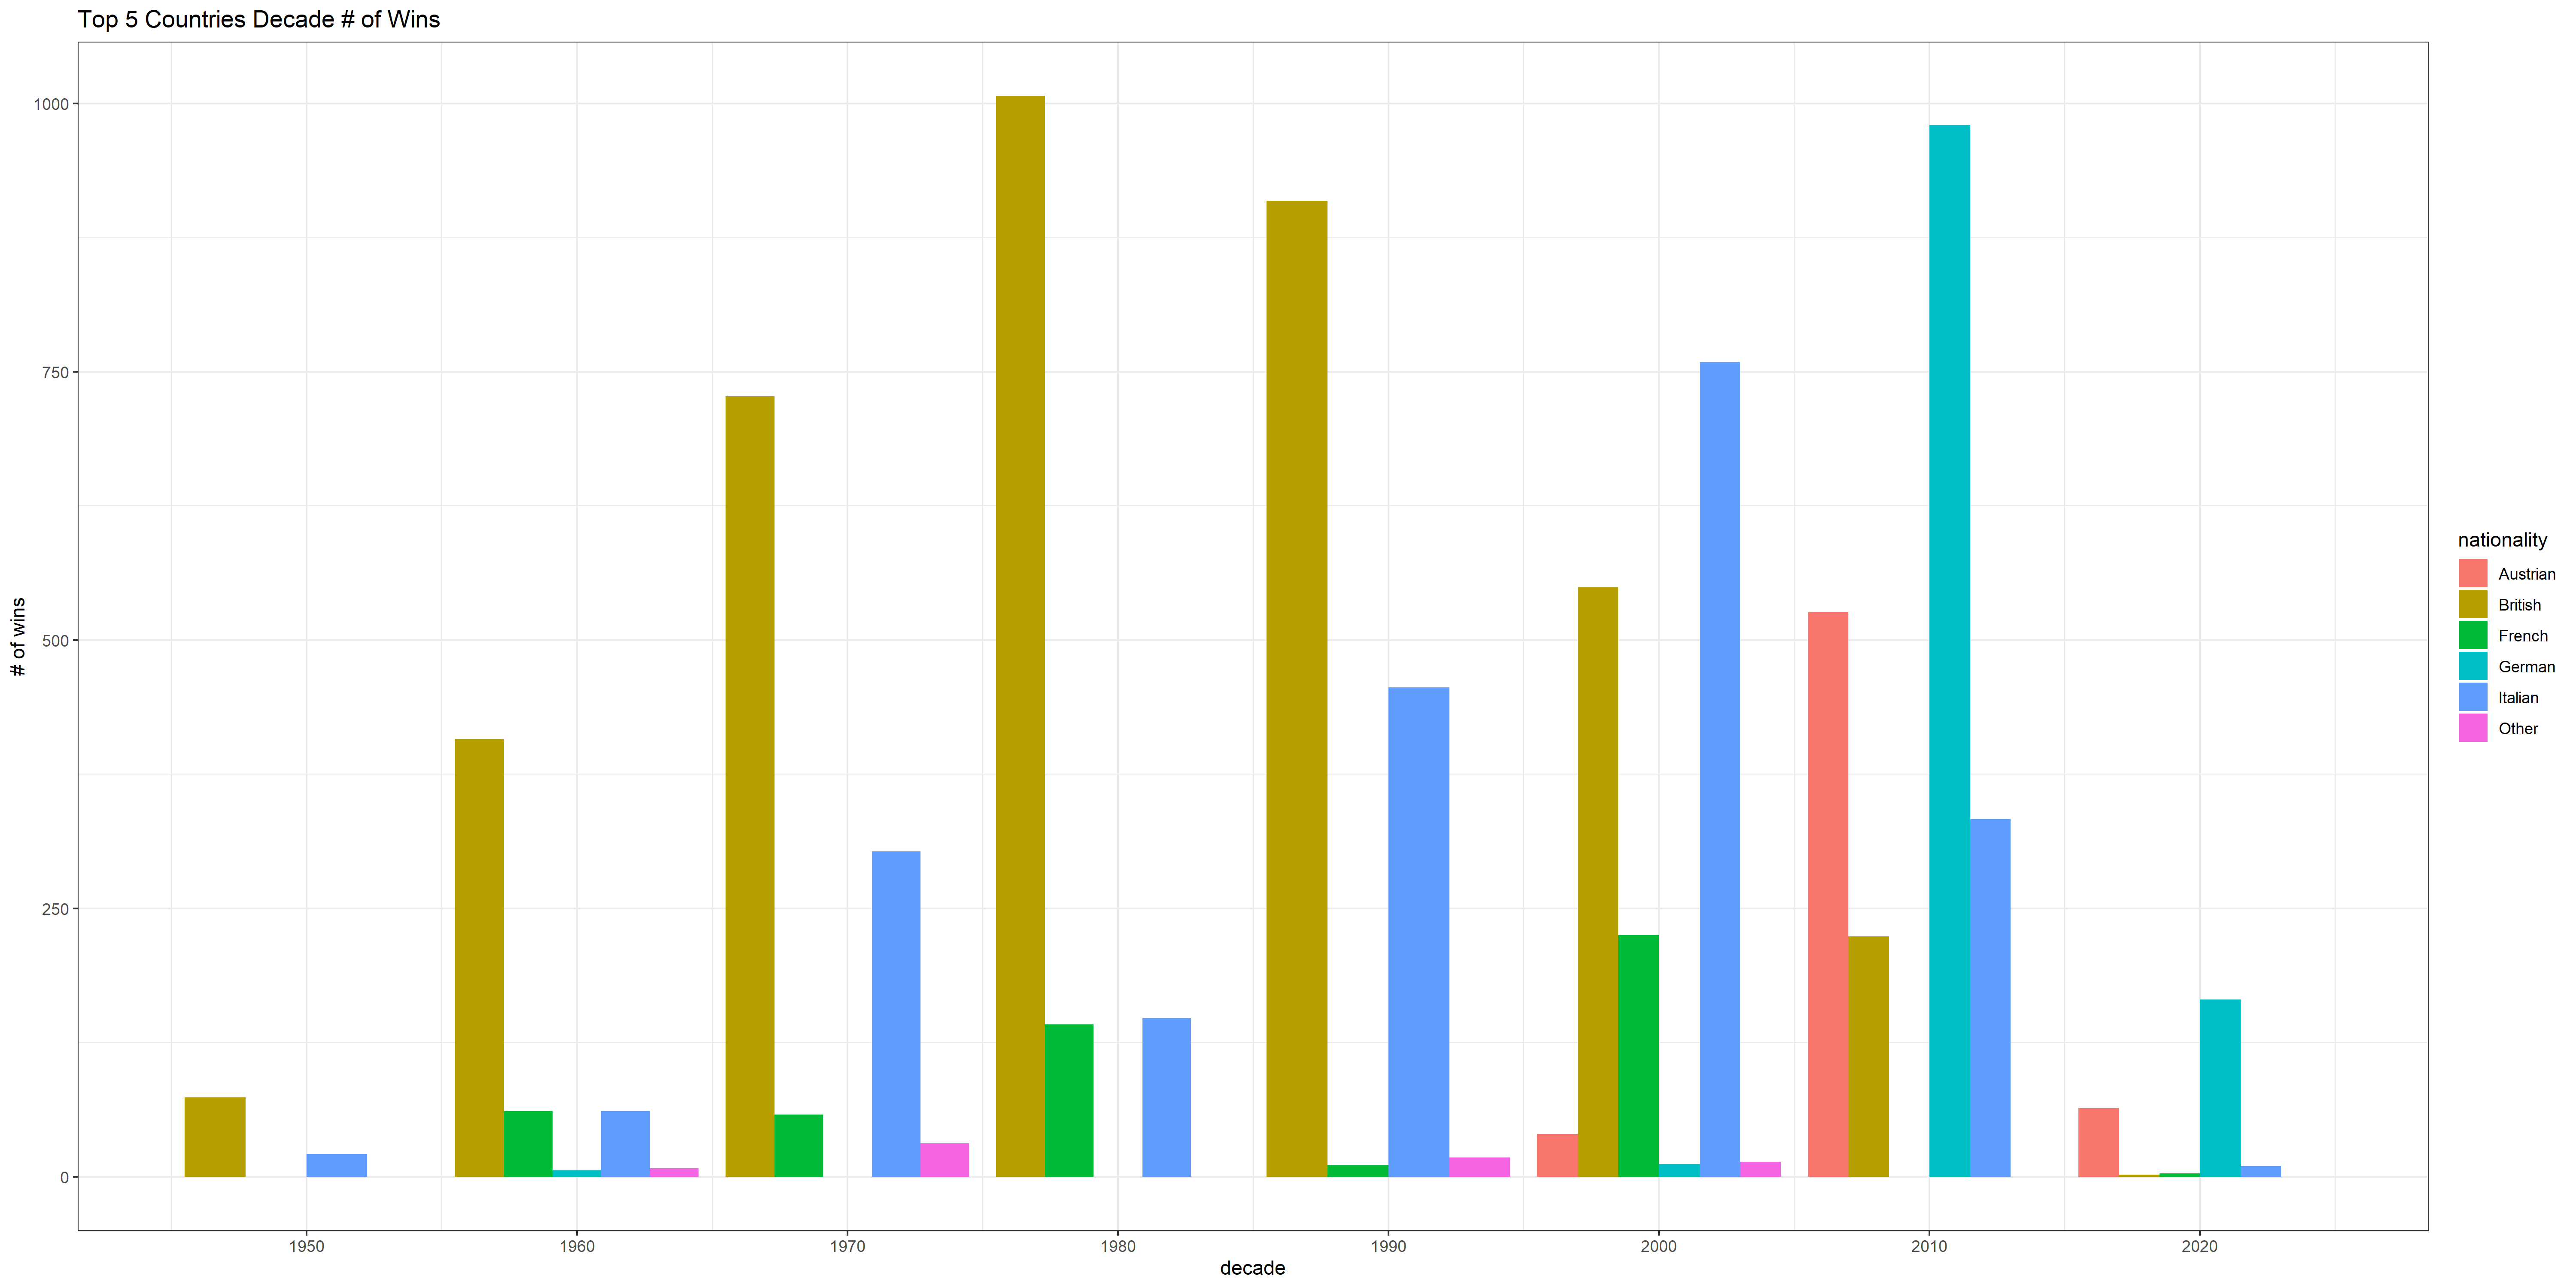 Top 5 Countries Decade # of Wins
1000
750
500
250
0
# of wins
1950 1960 1970 1980 1990 2000 2010 2020
decade
nationality
Austrian
British
French
German
Italian
Other